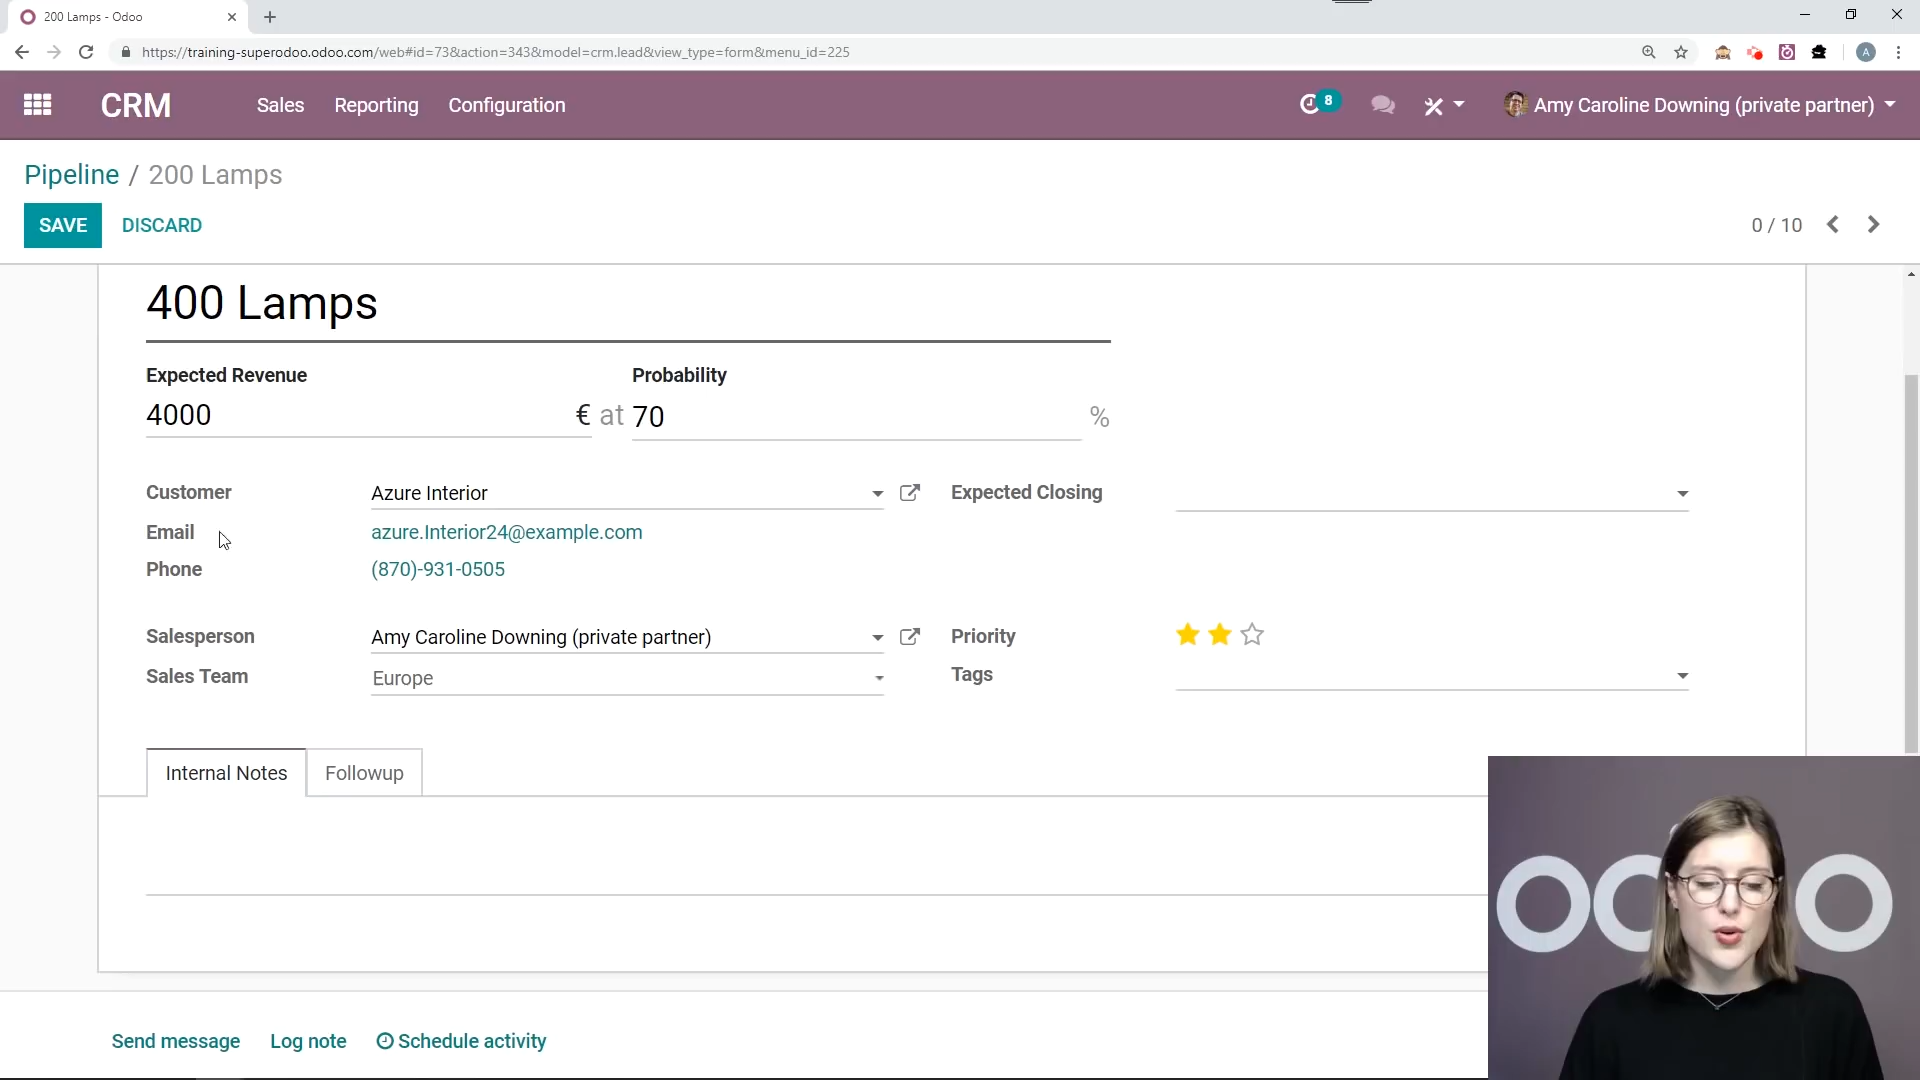 200 Lamps - Odoo
https://training-superodoo.odoo.com/web#id=73&action=343&model=crm.lead&view_type=form&menu_id=225
A
CRM Sales Reporting Configuration 8 Amy Caroline Downing (private partner)
Pipeline / 200 Lamps
SAVE DISCARD 0 / 10
400 Lamps
Expected Revenue Probability
4000 € at 70 %
Customer Azure Interior Expected Closing
Email azure.Interior24@example.com
Phone (870)-931-0505
Salesperson Amy Caroline Downing (private partner) Priority
Sales Team Europe Tags
Internal Notes Followup
odoo
Send message Log note Schedule activity